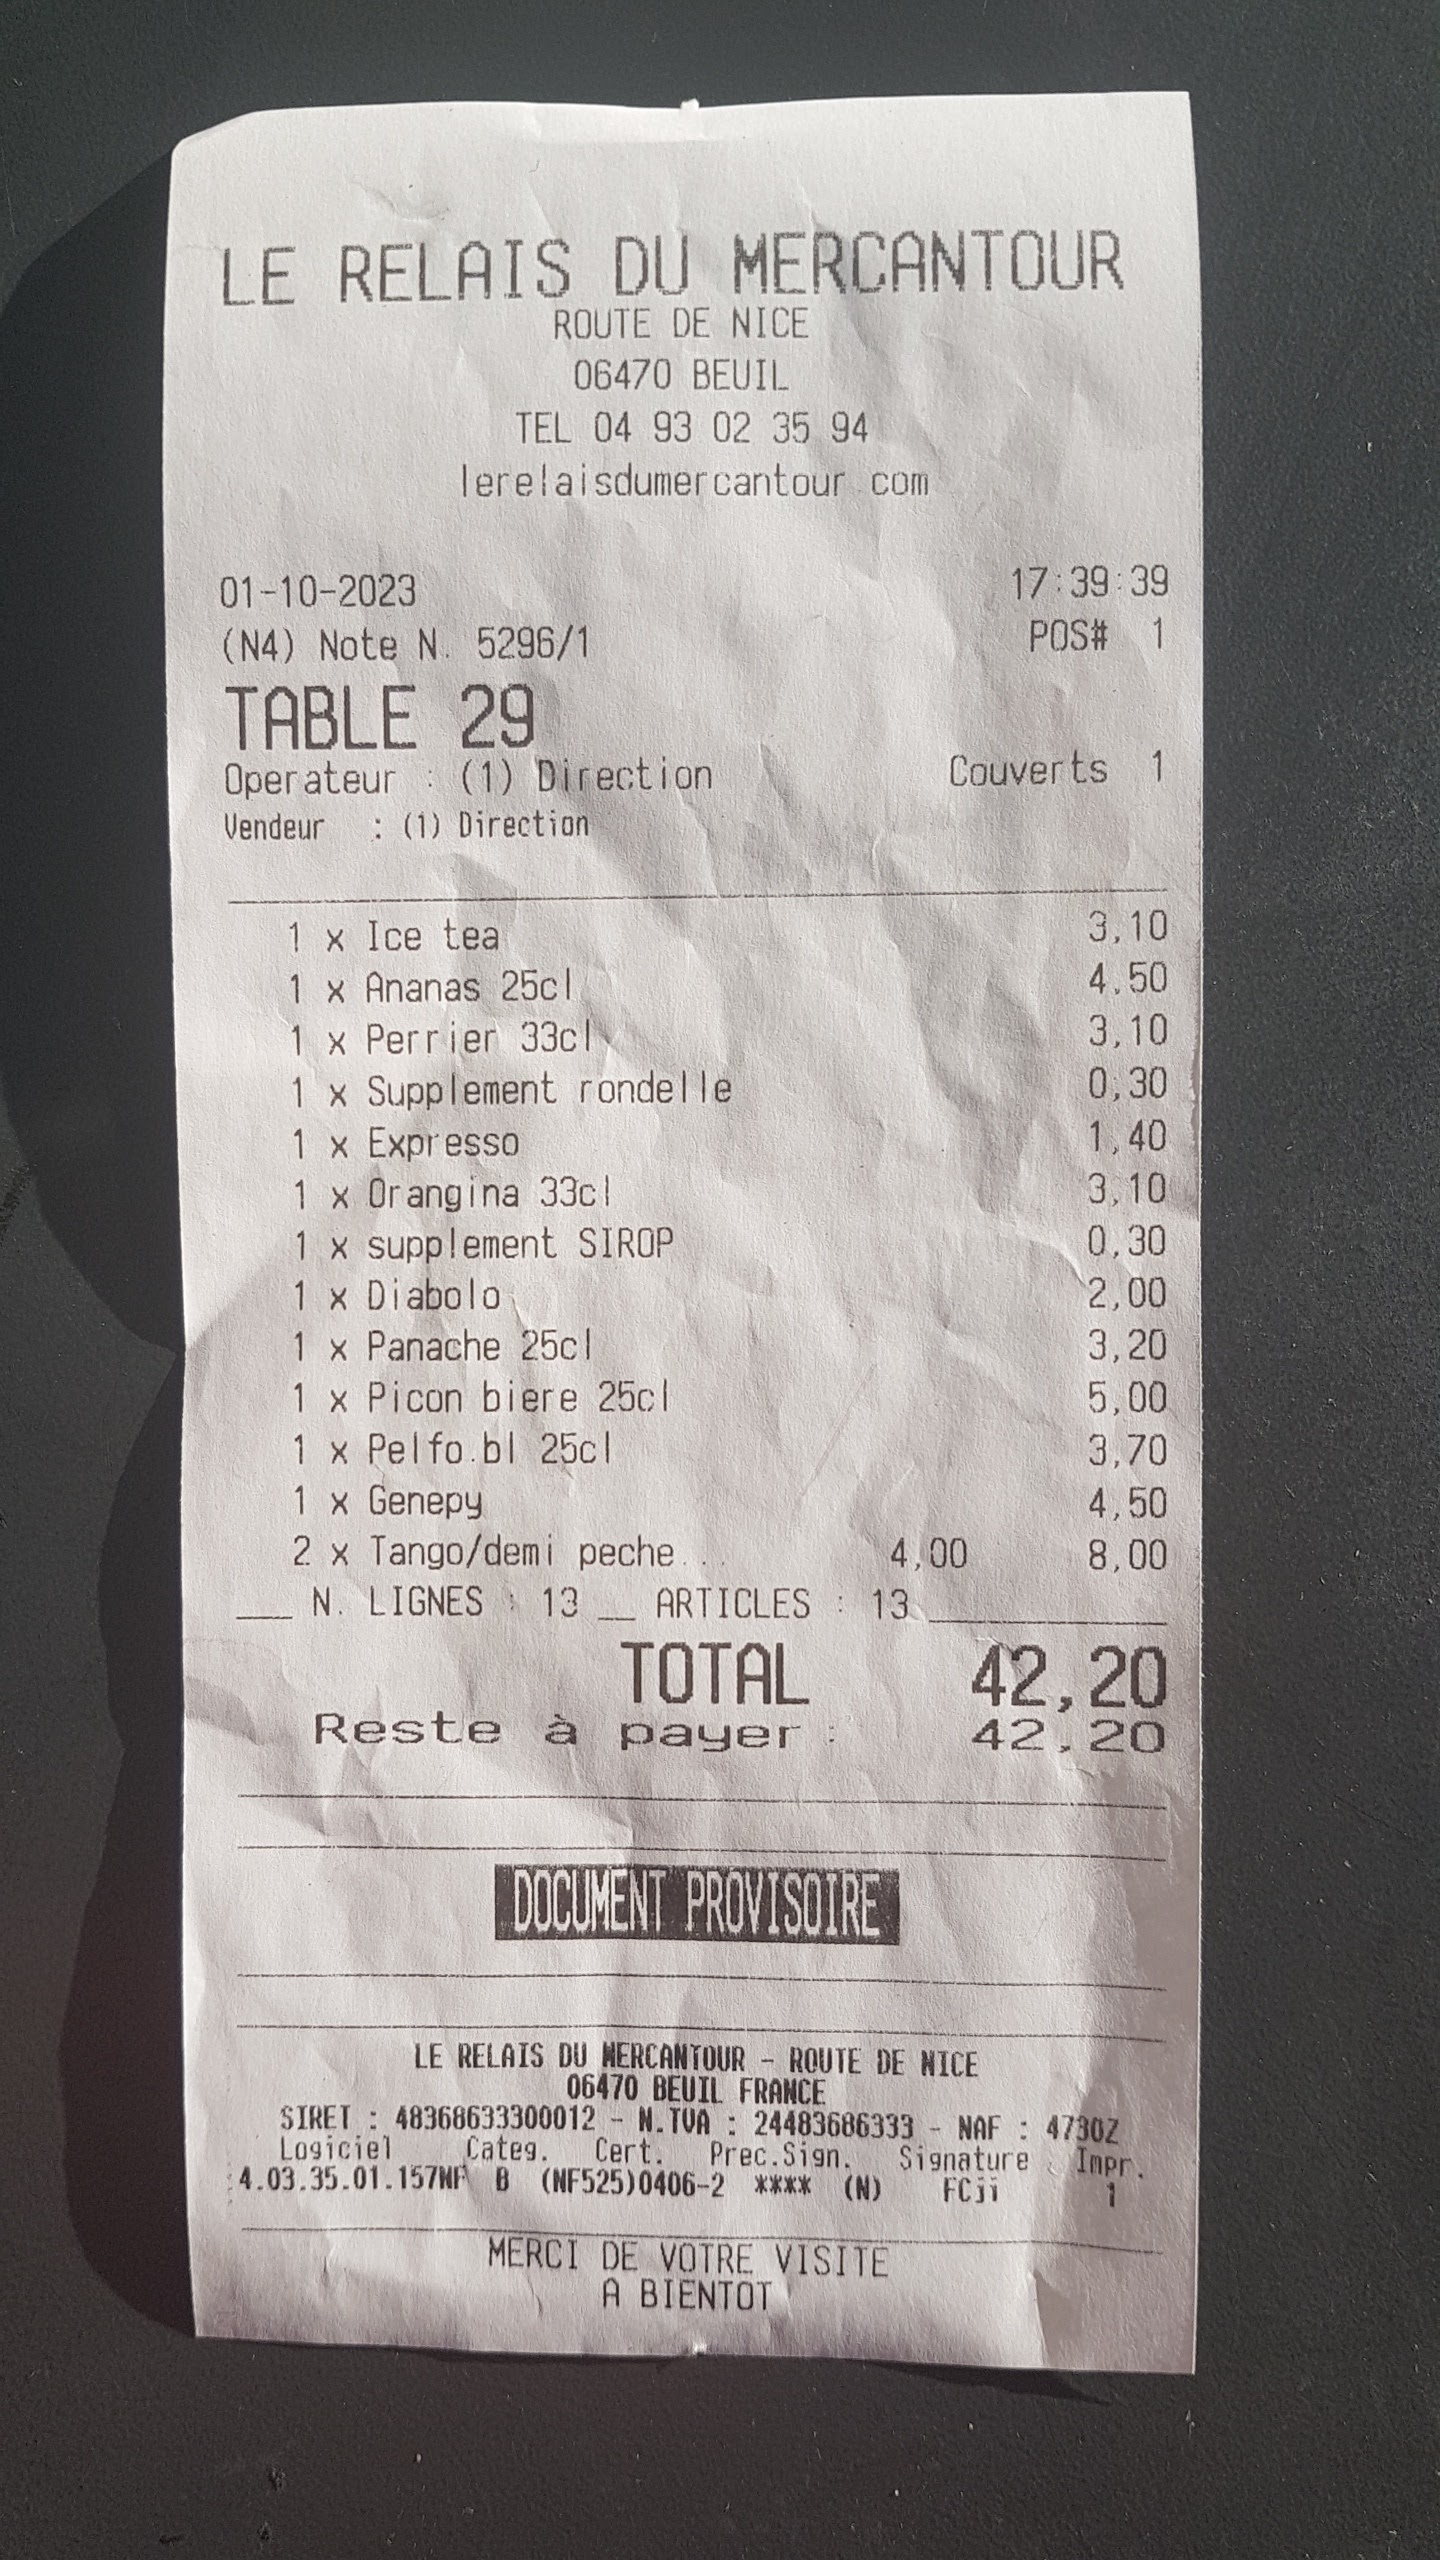 LE RELAIS DU MERCANTOUR
ROUTE DE NICE
06470 BEUIL
TEL 04 93 02 35 94
lerelaisdumercantour.com
01-10-2023 17:39:39
(N4) Note N. 5296/1 POS# 1
TABLE 29
Operateur : (1) Direction Couverts 1
Vendeur : (1) Direction
1 x Ice tea 3,10
1 x Ananas 25cl 4,50
1 x Perrier 33cl 3,10
1 x Supplement rondelle 0,30
1 x Expresso 1,40
1 x Orangina 33cl 3,10
1 x supplement SIROP 0,30
1 x Diabolo 2,00
1 x Panache 25cl 3,20
1 x Picon biere 25cl 5,00
1 x Pelfo.bl 25cl 3,70
1 x Genepy 4,50
2 x Tango/demi peche... 4,00 8,00
___ N. LIGNES : 13 __ ARTICLES : 13 ____________
TOTAL 42,20
Reste à payer : 42,20
DOCUMENT PROVISOIRE
LE RELAIS DU MERCANTOUR - ROUTE DE NICE
06470 BEUIL FRANCE
SIRET : 48368633300012 - N.TVA : 24483686333 - NAF : 4730Z
Logiciel Categ. Cert. Prec.Sign. Signature Impr.
4.03.35.01.157NF B (NF525)0406-2 **** (N) FCji 1
MERCI DE VOTRE VISITE
A BIENTOT